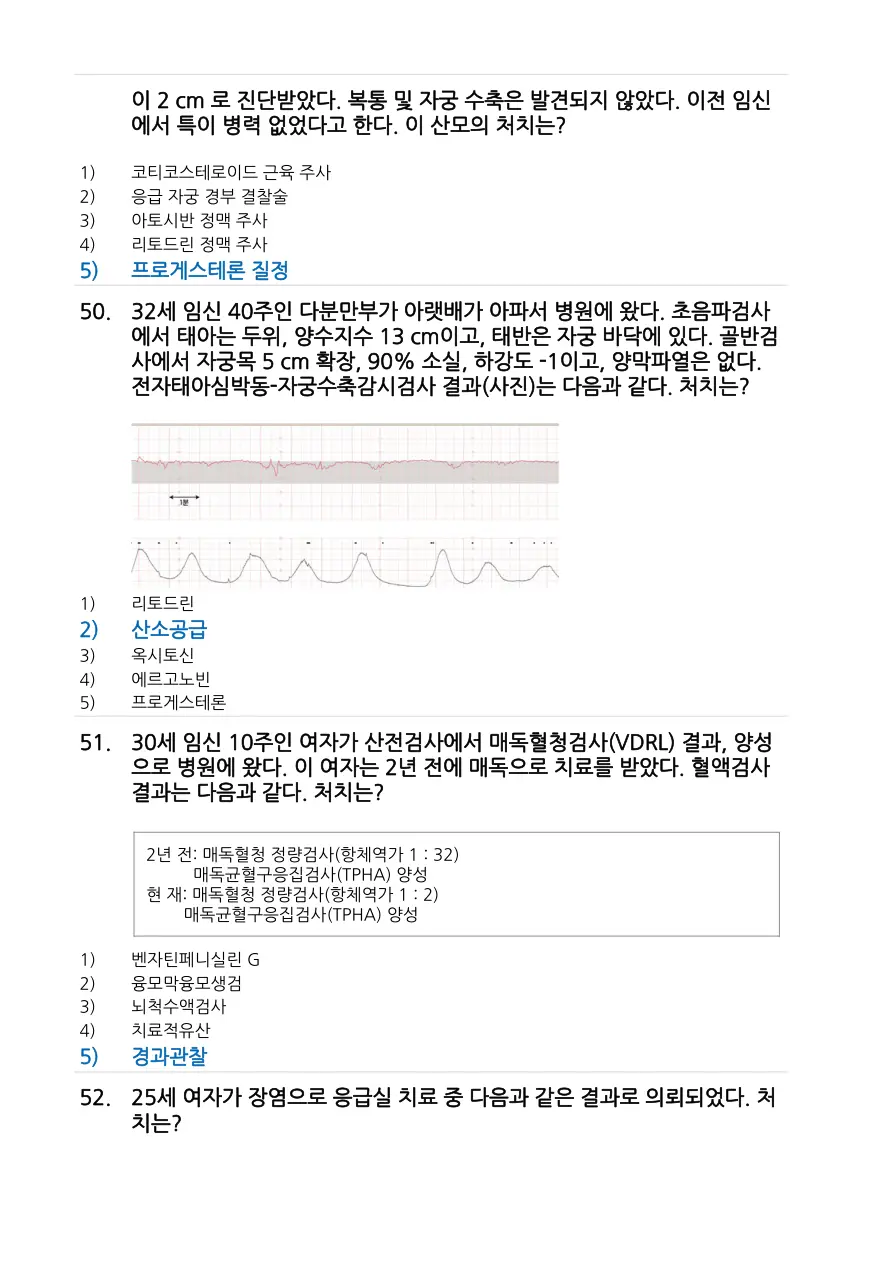 이 2 cm 로 진단받았다. 복통 및 자궁 수축은 발견되지 않았다. 이전 임신
에서 특이 병력 없었다고 한다. 이 산모의 처치는?
1) 코티코스테로이드 근육 주사
2) 응급 자궁 경부 결찰술
3) 아토시반 정맥 주사
4) 리토드린 정맥 주사
5) 프로게스테론 질정
50. 32세 임신 40주인 다분만부가 아랫배가 아파서 병원에 왔다. 초음파검사
에서 태아는 두위, 양수지수 13 cm이고, 태반은 자궁 바닥에 있다. 골반검
사에서 자궁목 5 cm 확장, 90% 소실, 하강도 -1이고, 양막파열은 없다.
전자태아심박동-자궁수축감시검사 결과(사진)는 다음과 같다. 처치는?
1분
1) 리토드린
2) 산소공급
3) 옥시토신
4) 에르고노빈
5) 프로게스테론
51. 30세 임신 10주인 여자가 산전검사에서 매독혈청검사(VDRL) 결과, 양성
으로 병원에 왔다. 이 여자는 2년 전에 매독으로 치료를 받았다. 혈액검사
결과는 다음과 같다. 처치는?
2년 전: 매독혈청 정량검사(항체역가 1 : 32)
매독균혈구응집검사(TPHA) 양성
현 재: 매독혈청 정량검사(항체역가 1 : 2)
매독균혈구응집검사(TPHA) 양성
1) 벤자틴페니실린 G
2) 융모막융모생검
3) 뇌척수액검사
4) 치료적유산
5) 경과관찰
52. 25세 여자가 장염으로 응급실 치료 중 다음과 같은 결과로 의뢰되었다. 처
치는?